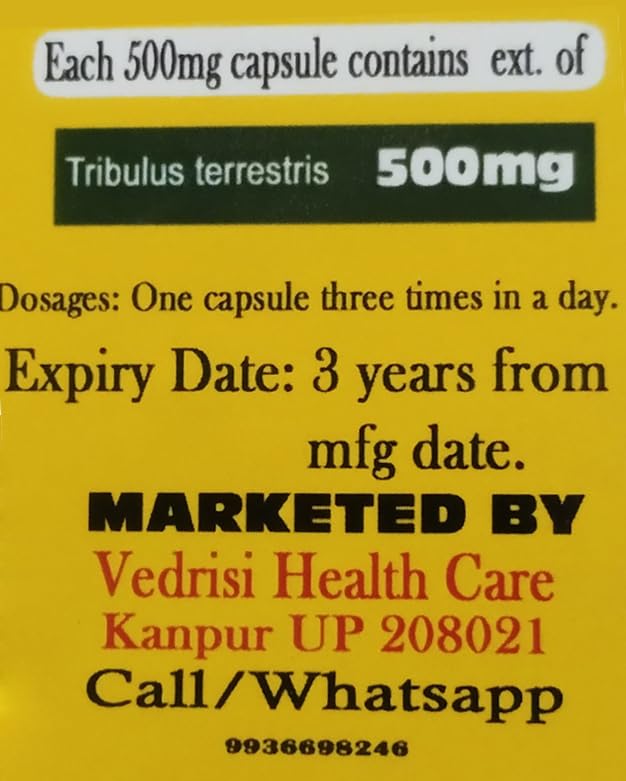 Each 500mg capsule contains ext. of
Tribulus terrestris 500mg
Dosages: One capsule three times in a day.
Expiry Date: 3 years from
mfg date.
MARKETED BY
Vedrisi Health Care
Kanpur UP 208021
Call/Whatsapp
9936698246